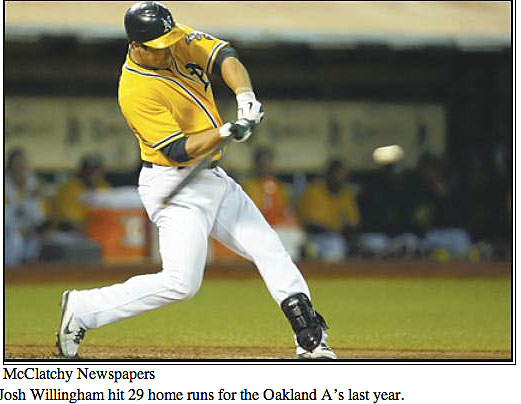 McClatchy Newspapers
Josh Willingham hit 29 home runs for the Oakland A's last year.